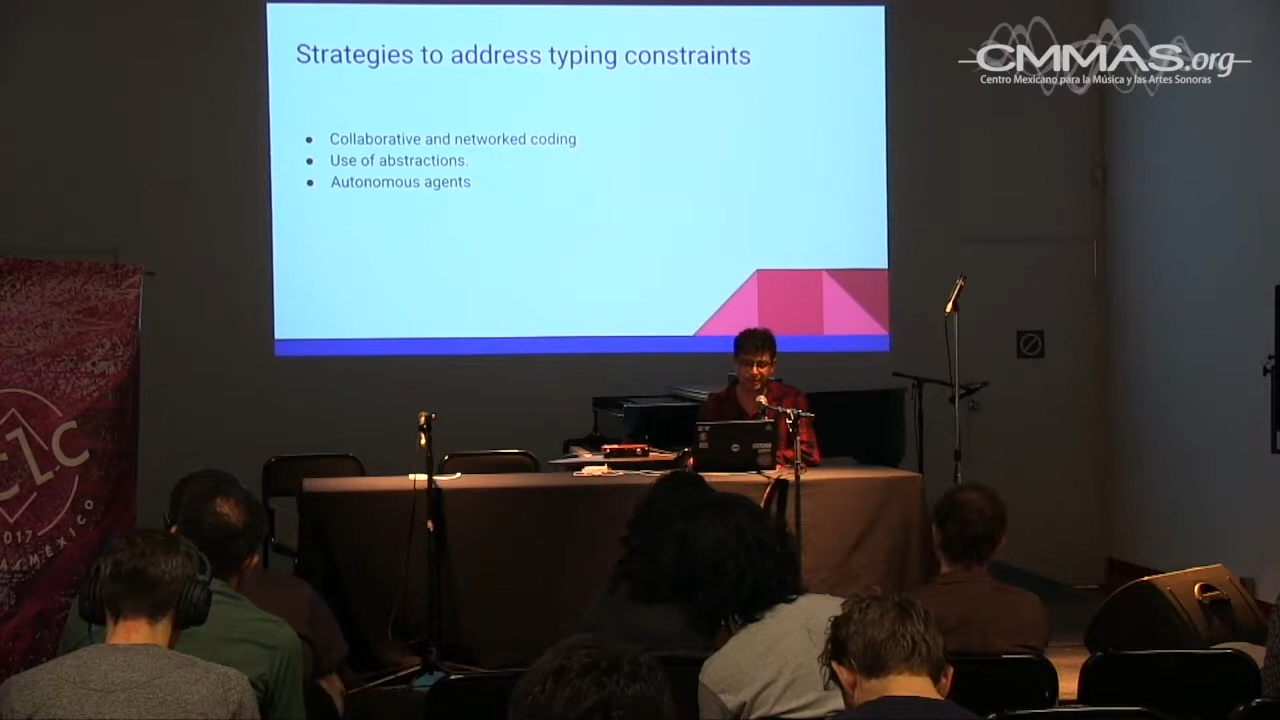 Strategies to address typing constraints
Collaborative and networked coding
Use of abstractions.
Autonomous agents
CMMAS.org
Centro Mexicano para la Música y las Artes Sonoras
MÉXICO